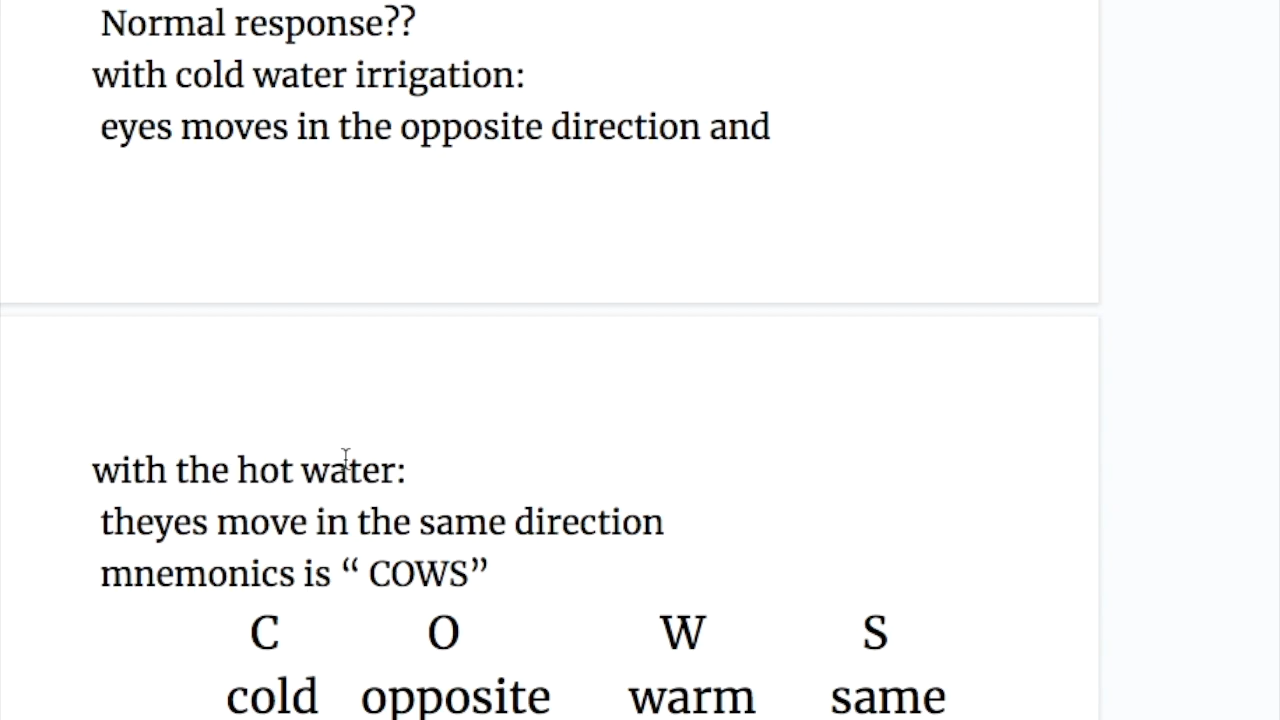 Normal response??
with cold water irrigation:
eyes moves in the opposite direction and
with the hot water:
theyes move in the same direction
mnemonics is “ COWS”
C O W S
cold opposite warm same